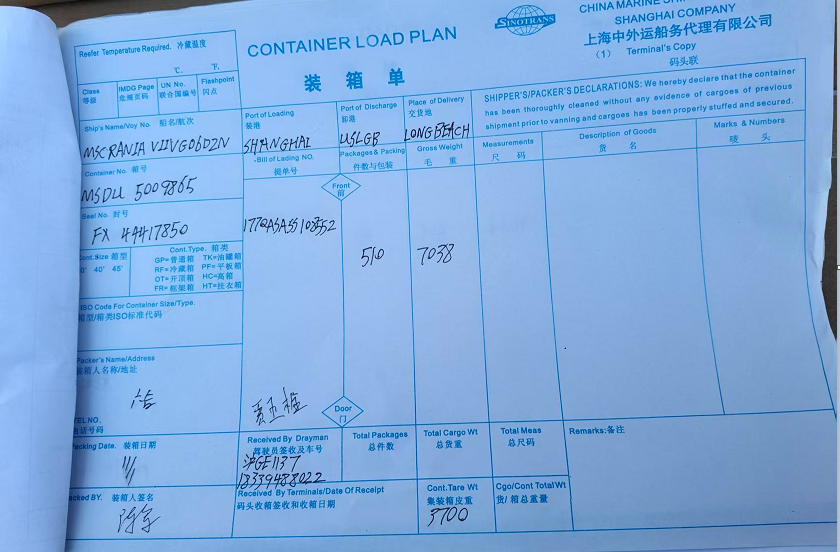 SINOTRANS
CHINA MARINE
SHANGHAI COMPANY
上海中外运船务代理有限公司
(1) Terminal's Copy
码头联
CONTAINER LOAD PLAN
装箱单
Reefer Temperature Required. 冷藏温度
℃. ℉.
Class 等级
IMDG Page 危规页码
UN No. 联合国编号
Flashpoint 闪点
SHIPPER'S/PACKER'S DECLARATIONS: We hereby declare that the container
has been thoroughly cleaned without any evidence of cargoes of previous
shipment prior to vanning and cargoes has been properly stuffed and secured.
Ship's Name/Voy No. 船名/航次
MSCRANIA VIIVG06DZN
Port of Loading 装港
SHANGHAI
Port of Discharge 卸港
USLGB
Place of Delivery 交货地
LONG BEACH
Container No. 箱号
MSDU 5009865
Bill of Lading NO. 提单号
Packages & Packing 件数与包装
Gross Weight 毛 重
Measurements 尺 码
Description of Goods 货 名
Marks & Numbers 唛 头
Front 前
Seal No. 封号
FX 44417850
510
7038
Cont.Size 箱型
40' 45'
Cont.Type. 箱类
GP=普通箱 TK=油罐箱
RF=冷藏箱 PF=平板箱
OT=开顶箱 HC=高箱
FR=框架箱 HT=挂衣箱
ISO Code For Container Size/Type.
箱型/箱类ISO标准代码
Packer's Name/Address
装箱人名称/地址
TEL NO.
电话号码
Door 门
Packing Date. 装箱日期
Received By Drayman
驾驶员签收及车号
沪GE1137
18339488022
Total Packages 总件数
Total Cargo Wt 总货重
Total Meas 总尺码
Remarks:备注
Packed BY. 装箱人签名
Received By Terminals/Date Of Receipt
码头收箱签收和收箱日期
Cont.Tare Wt 集装箱皮重
3700
Cgo/Cont Total Wt 货/箱总重量